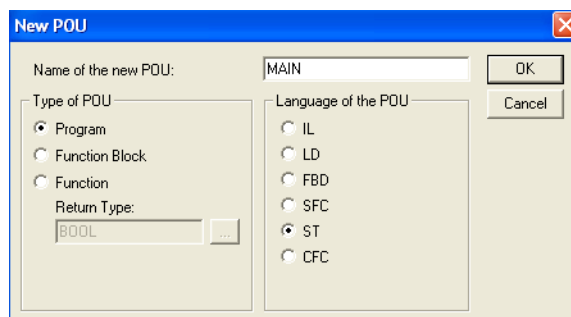 New POU
Name of the new POU:
MAIN
OK
Cancel
Type of POU
Program
Function Block
Function
Return Type:
BOOL
...
Language of the POU
IL
LD
FBD
SFC
ST
CFC